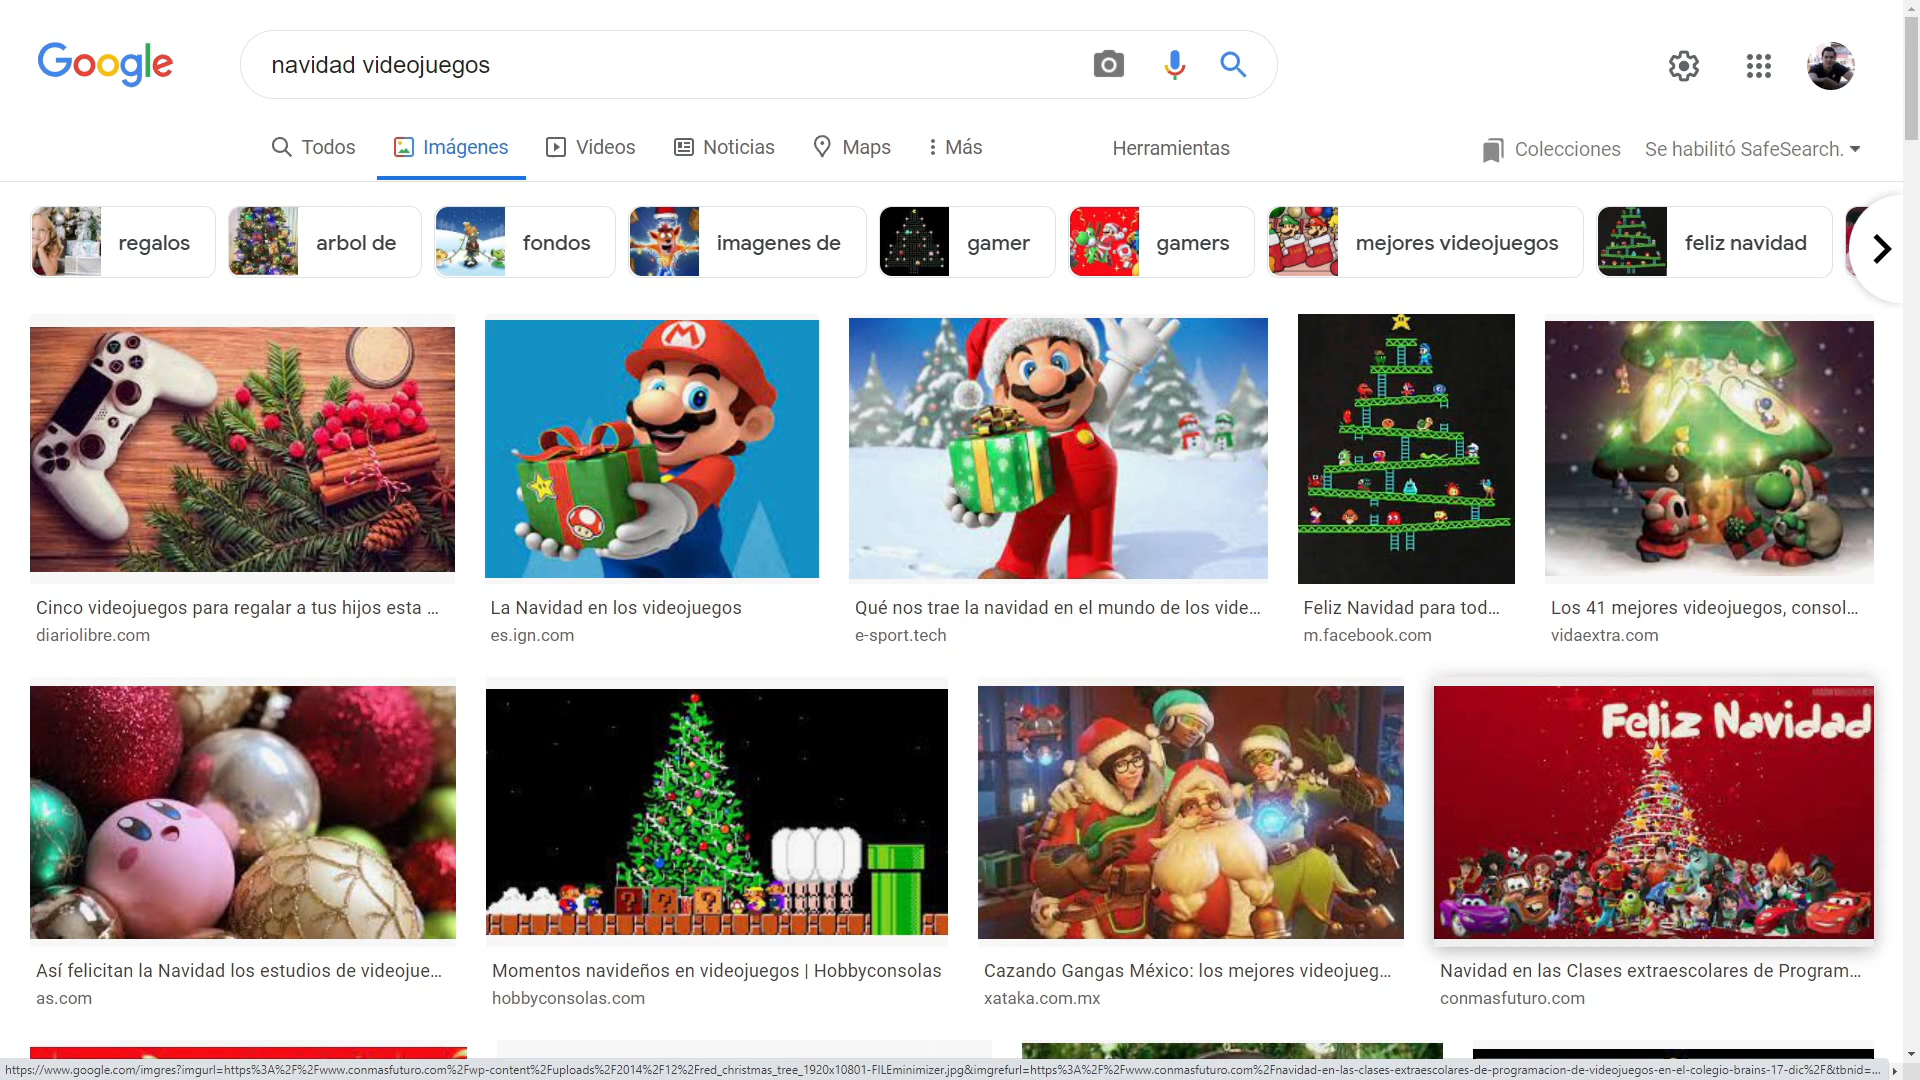 Google
navidad videojuegos
Todos
Imágenes
Videos
Noticias
Maps
Más
Herramientas
Colecciones
Se habilitó SafeSearch.
regalos
arbol de
fondos
imagenes de
gamer
gamers
mejores videojuegos
feliz navidad
Cinco videojuegos para regalar a tus hijos esta ...
diariolibre.com
La Navidad en los videojuegos
es.ign.com
Qué nos trae la navidad en el mundo de los vide...
e-sport.tech
Feliz Navidad para tod...
m.facebook.com
Los 41 mejores videojuegos, consol...
vidaextra.com
Feliz Navidad
Así felicitan la Navidad los estudios de videojue...
as.com
Momentos navideños en videojuegos | Hobbyconsolas
hobbyconsolas.com
Cazando Gangas México: los mejores videojueg...
xataka.com.mx
Navidad en las Clases extraescolares de Program...
conmasfuturo.com
https://www.google.com/imgres?imgurl=https%3A%2F%2Fwww.conmasfuturo.com%2Fwp-content%2Fuploads%2F2014%2F12%2Fred_christmas_tree_1920x10801-FILEminimizer.jpg&imgrefurl=https%3A%2F%2Fwww.conmasfuturo.com%2Fnavidad-en-las-clases-extraescolares-de-programacion-de-videojuegos-en-el-colegio-brains-17-dic%2F&tbnid=...